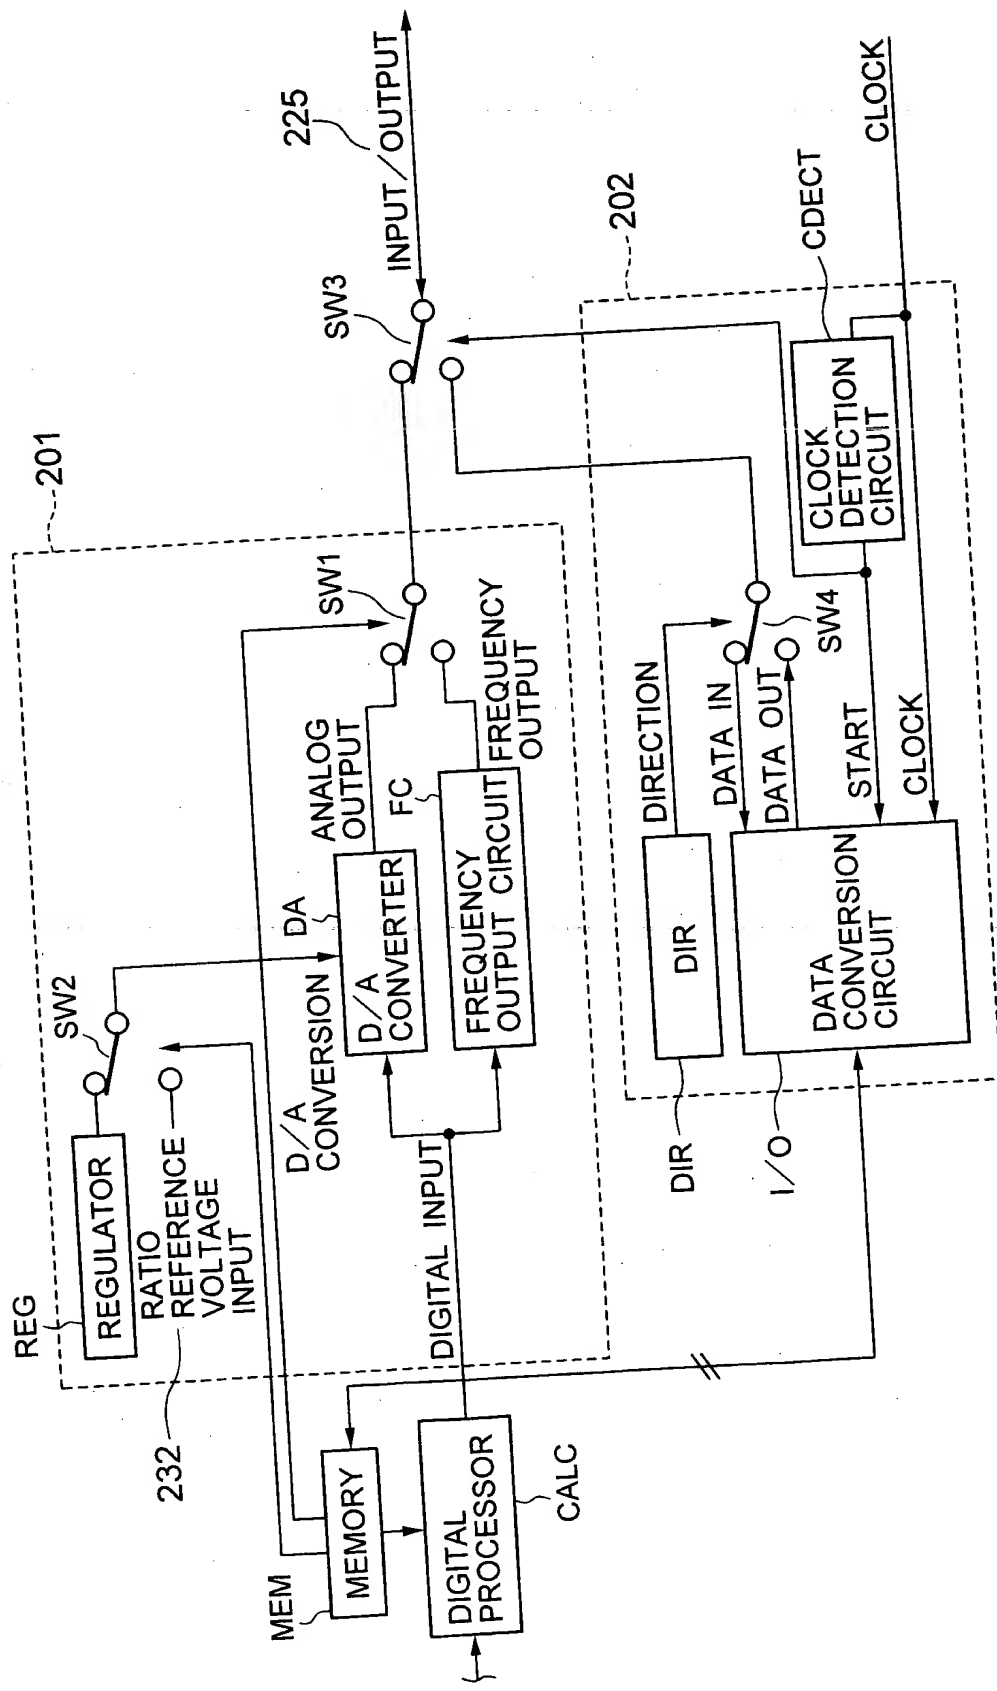 225
INPUT/OUTPUT
SW3
201
SW1
SW2
REG
REGULATOR
RATIO
REFERENCE
VOLTAGE
INPUT
232
D/A
CONVERSION
DA
D/A
CONVERTER
ANALOG
OUTPUT
FC
FREQUENCY
OUTPUT CIRCUIT
FREQUENCY
OUTPUT
DIGITAL INPUT
MEM
MEMORY
DIGITAL
PROCESSOR
CALC
202
CDECT
CLOCK
CLOCK
DETECTION
CIRCUIT
SW4
DIRECTION
DATA IN
DATA OUT
START
CLOCK
DIR
DIR
DATA
CONVERSION
CIRCUIT
I/O